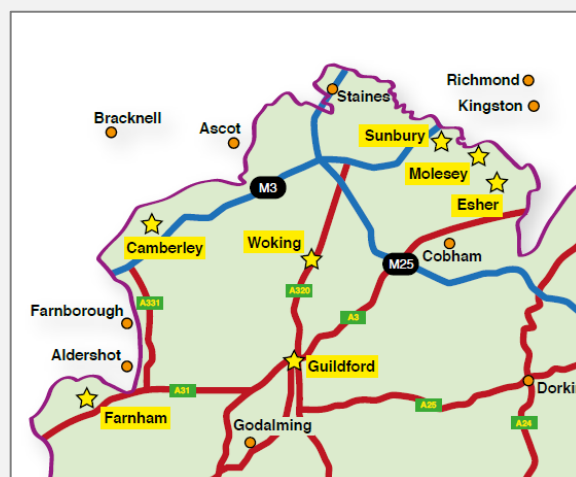 Richmond
Staines
Kingston
Bracknell
Ascot
Sunbury
Molesey
M3
Esher
Camberley
Woking
Cobham
M25
A320
A331
Farnborough
A3
Aldershot
Guildford
A31
Dorki
A25
Farnham
Godalming
A24